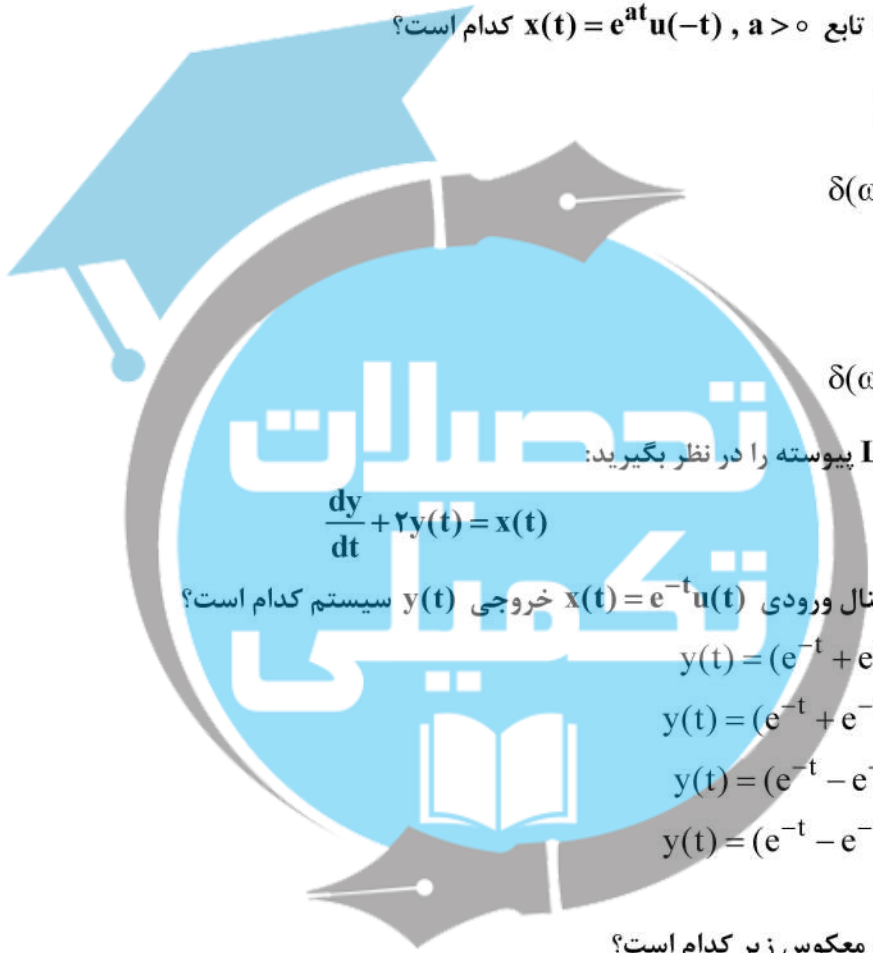 تابع x(t) = e^{at}u(−t) , a > ۰ کدام است؟
δ(ω
δ(ω
پیوسته را در نظر بگیرید:
dy/dt + ۲y(t) = x(t)
ورودی x(t) = e^{−t}u(t) خروجی y(t) سیستم کدام است؟
y(t) = (e^{−t} + e
y(t) = (e^{−t} + e^{−
y(t) = (e^{−t} − e^{−
y(t) = (e^{−t} − e^{−
معکوس زیر کدام است؟
تحصیلات
تکمیلی